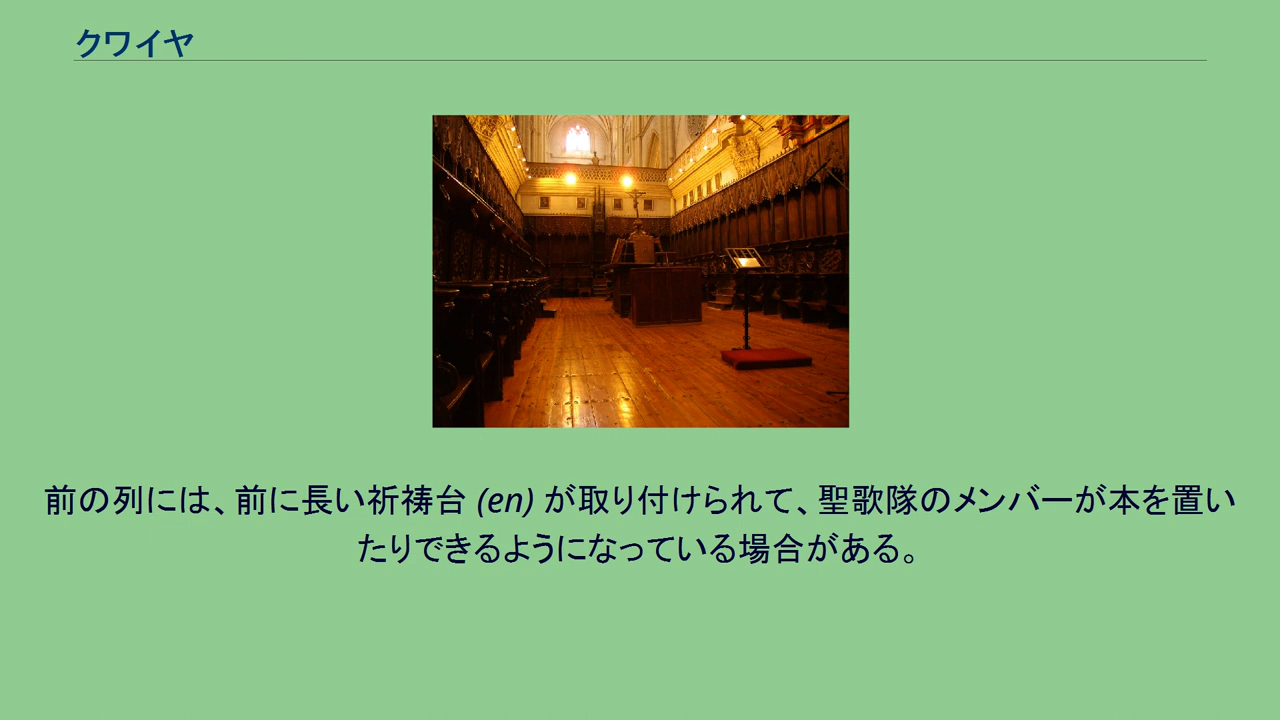 クワイヤ
前の列には、前に長い祈祷台 (en) が取り付けられて、聖歌隊のメンバーが本を置い
たりできるようになっている場合がある。